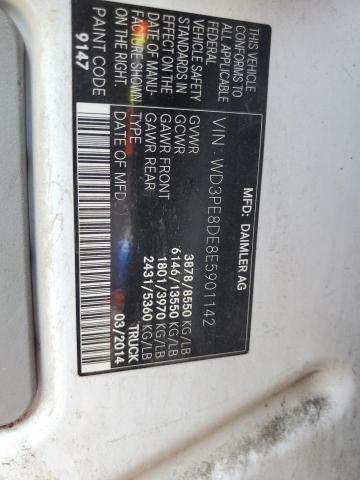 MFD: DAIMLER AG
VIN: WD3PE8DE8E5901142
GVWR 3878/8550 KG/LB
GCWR 6146/13550 KG/LB
GAWR FRONT 1801/3970 KG/LB
GAWR REAR 2431/5360 KG/LB
TYPE: TRUCK
DATE OF MFD: 03/2014
THIS VEHICLE
CONFORMS TO
ALL APPLICABLE
FEDERAL
VEHICLE SAFETY
STANDARDS IN
EFFECT ON THE
DATE OF MANU-
FACTURE SHOWN
ON THE RIGHT.
PAINT CODE
9147